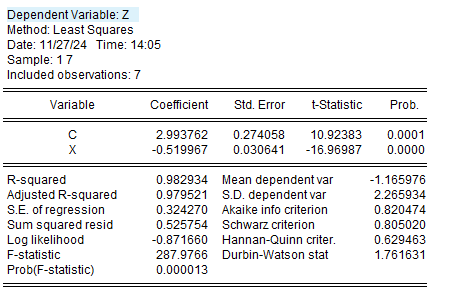 Dependent Variable: Z
Method: Least Squares
Date: 11/27/24 Time: 14:05
Sample: 1 7
Included observations: 7
Variable Coefficient Std. Error t-Statistic Prob.
C 2.993762 0.274058 10.92383 0.0001
X -0.519967 0.030641 -16.96987 0.0000
R-squared 0.982934 Mean dependent var -1.165976
Adjusted R-squared 0.979521 S.D. dependent var 2.265934
S.E. of regression 0.324270 Akaike info criterion 0.820474
Sum squared resid 0.525754 Schwarz criterion 0.805020
Log likelihood -0.871660 Hannan-Quinn criter. 0.629463
F-statistic 287.9766 Durbin-Watson stat 1.761631
Prob(F-statistic) 0.000013